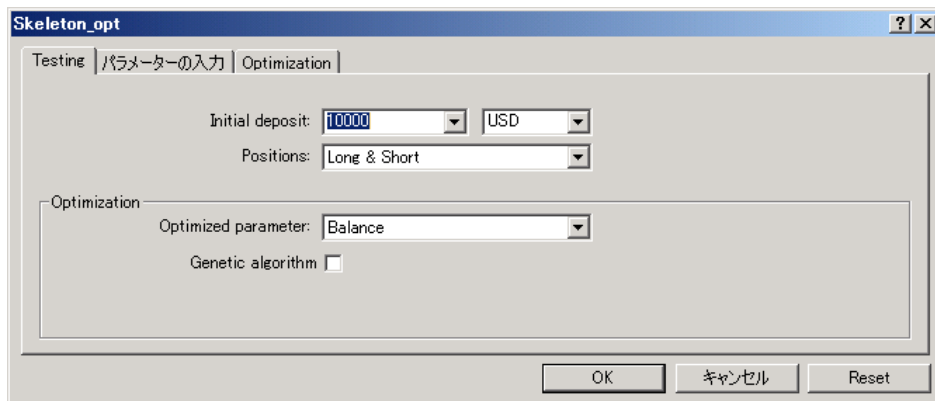 Skeleton_opt
Testing パラメーターの入力 Optimization
Initial deposit: 10000 USD
Positions: Long & Short
Optimization
Optimized parameter: Balance
Genetic algorithm
OK キャンセル Reset